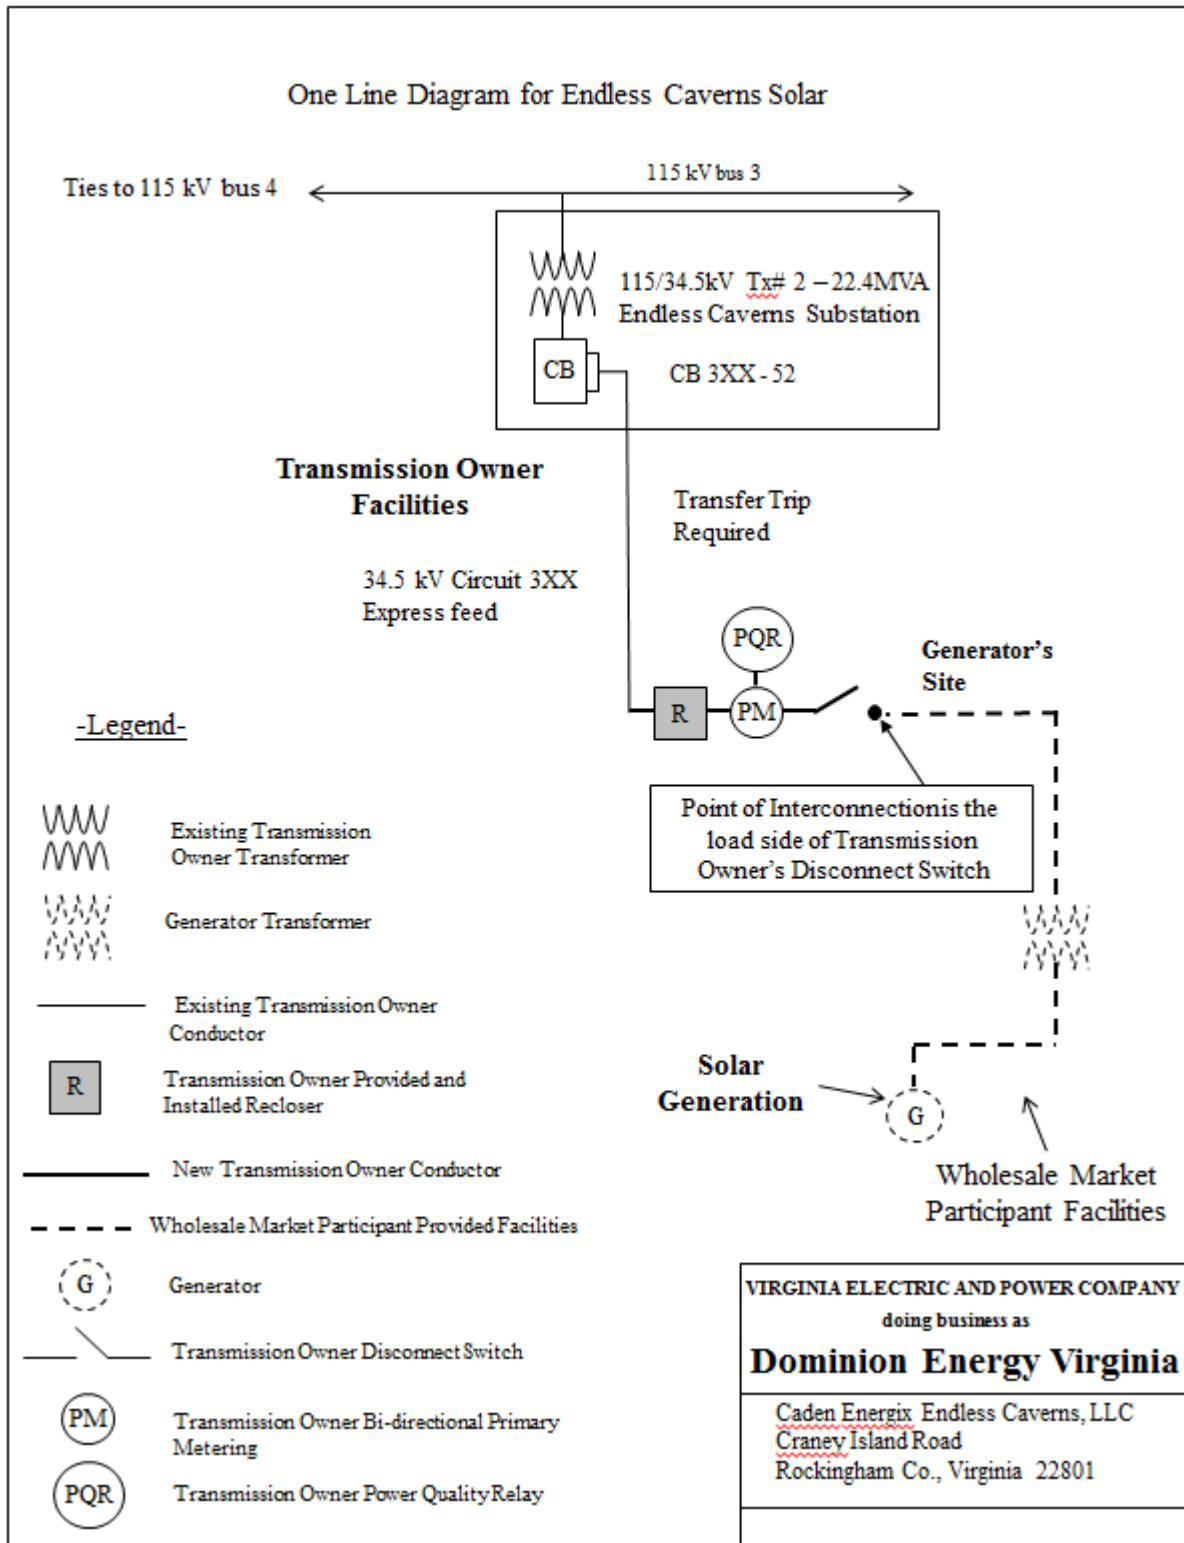 One Line Diagram for Endless Caverns Solar
115 kV bus 3
Ties to 115 kV bus 4
115/34.5kV Tx# 2 – 22.4MVA
Endless Caverns Substation
CB
CB 3XX - 52
Transmission Owner
Facilities
Transfer Trip
Required
34.5 kV Circuit 3XX
Express feed
PQR
Generator's
Site
R
PM
Point of Interconnectionis the
load side of Transmission
Owner's Disconnect Switch
Solar
Generation
G
Wholesale Market
Participant Facilities
-Legend-
Existing Transmission
Owner Transformer
Generator Transformer
Existing Transmission Owner
Conductor
R
Transmission Owner Provided and
Installed Recloser
New Transmission Owner Conductor
Wholesale Market Participant Provided Facilities
G
Generator
Transmission Owner Disconnect Switch
PM
Transmission Owner Bi-directional Primary
Metering
PQR
Transmission Owner Power Quality Relay
VIRGINIA ELECTRIC AND POWER COMPANY
doing business as
Dominion Energy Virginia
Caden Energix Endless Caverns, LLC
Craney Island Road
Rockingham Co., Virginia 22801